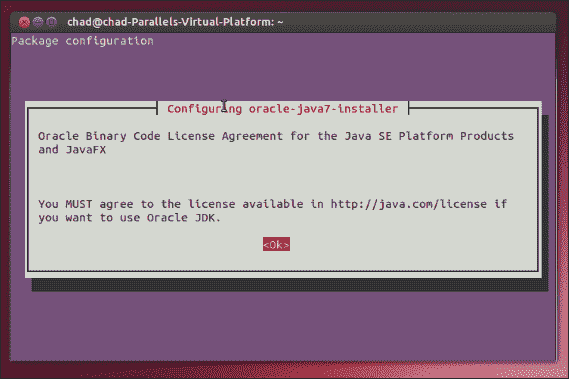 chad@chad-Parallels-Virtual-Platform: ~
Package configuration
Configuring oracle-java7-installer
Oracle Binary Code License Agreement for the Java SE Platform Products
and JavaFX
You MUST agree to the license available in http://java.com/license if
you want to use Oracle JDK.
<Ok>